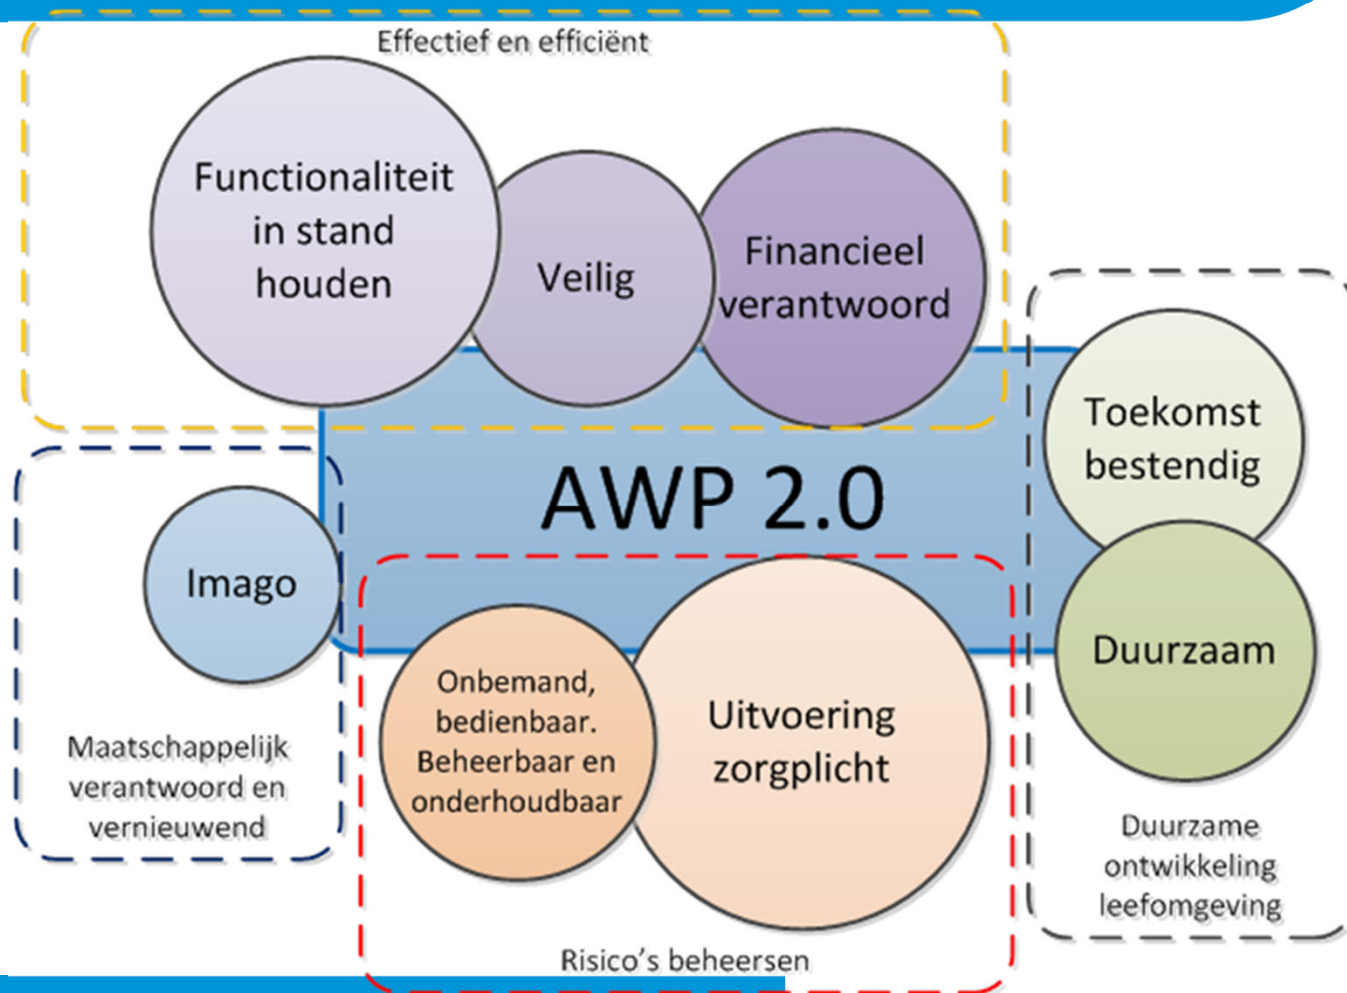 Effectief en efficiënt
Functionaliteit
in stand
houden
Veilig
Financieel
verantwoord
Toekomst
bestendig
AWP 2.0
Imago
Duurzaam
Onbemand,
bedienbaar.
Beheerbaar en
onderhoudbaar
Uitvoering
zorgplicht
Maatschappelijk
verantwoord en
vernieuwend
Duurzame
ontwikkeling
leefomgeving
Risico's beheersen